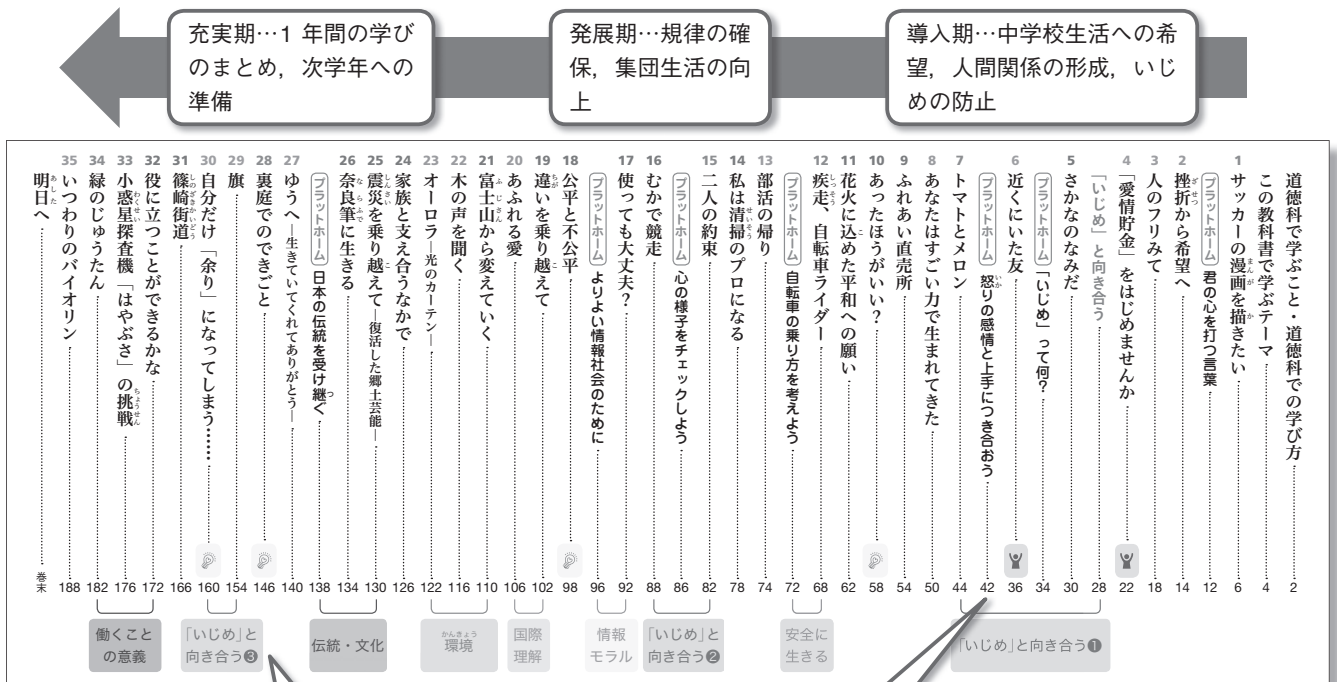 導入期…中学校生活への希
望，人間関係の形成，いじ
めの防止
発展期…規律の確
保，集団生活の向
上
充実期…1 年間の学び
のまとめ，次学年への
準備
道徳科で学ぶこと・道徳科での学び方 2
この教科書で学ぶテーマ 4
1 サッカーの漫画を描きたい 6
プラットホーム 君の心を打つ言葉 12
2 挫折から希望へ 14
3 人のフリみて 18
4 「愛情貯金」をはじめませんか 22
「いじめ」と向き合う 28
5 さかなのなみだ 30
プラットホーム 「いじめ」って何？ 34
6 近くにいた友 36
プラットホーム 怒りの感情と上手につき合おう 42
7 トマトとメロン 44
8 あなたはすごい力で生まれてきた 50
9 ふれあい直売所 54
10 あったほうがいい？ 58
11 花火に込めた平和への願い 62
12 疾走、自転車ライダー 68
プラットホーム 自転車の乗り方を考えよう 72
13 部活の帰り 74
14 私は清掃のプロになる 78
15 二人の約束 82
プラットホーム 心の様子をチェックしよう 86
16 むかで競走 88
17 使っても大丈夫？ 92
プラットホーム よりよい情報社会のために 96
18 公平と不公平 98
19 違いを乗り越えて 102
20 あふれる愛 106
21 富士山から変えていく 110
22 木の声を聞く 116
23 オーロラ―光のカーテン― 122
24 家族と支え合うなかで 126
25 震災を乗り越えて―復活した郷土芸能― 130
26 奈良筆に生きる 134
プラットホーム 日本の伝統を受け継ぐ 138
27 ゆうへ―生きていてくれてありがとう― 140
28 裏庭でのできごと 146
29 旗 154
30 自分だけ「余り」になってしまう…… 160
31 篠崎街道 166
32 役に立つことができるかな 172
33 小惑星探査機「はやぶさ」の挑戦 176
34 緑のじゅうたん 182
35 いつわりのバイオリン 188
明日へ 巻末
「いじめ」と向き合う❶
安全に
生きる
「いじめ」と
向き合う❷
情報
モラル
国際
理解
環境
伝統・文化
「いじめ」と
向き合う❸
働くこと
の意義